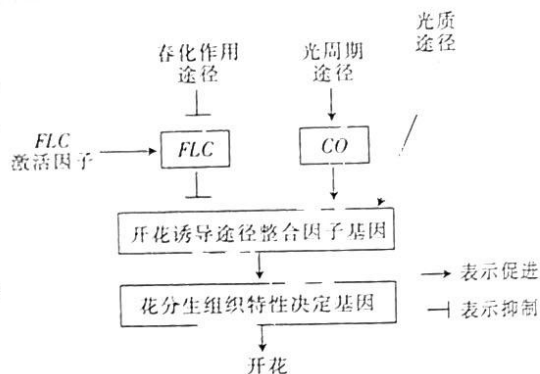 春化作用
途径
光周期
途径
光质
途径
FLC
激活因子
FLC
CO
开花诱导途径整合因子基因
花分生组织特性决定基因
表示促进
表示抑制
开花